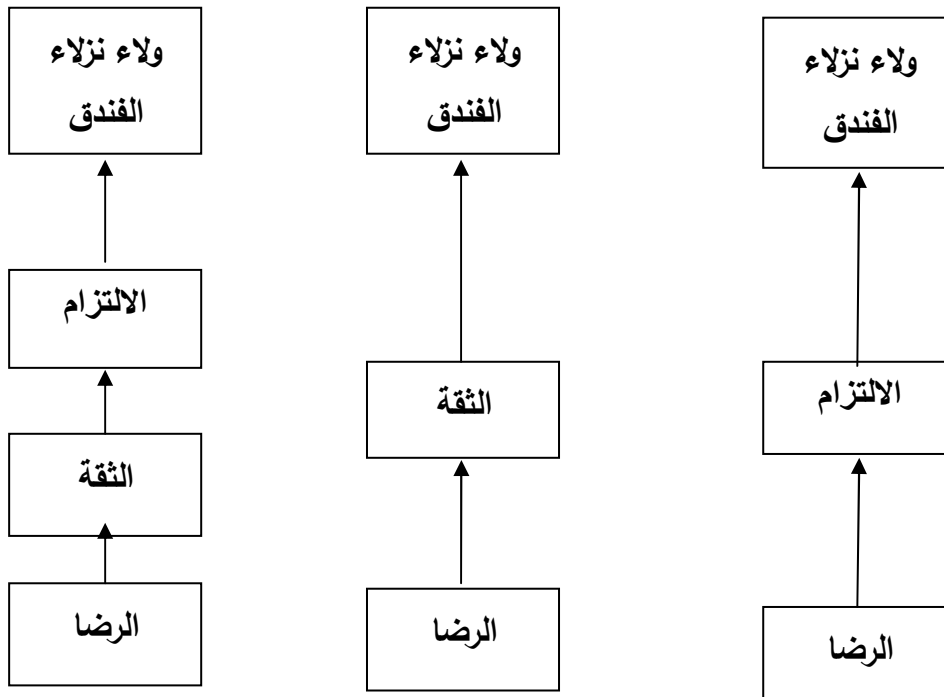 ولاء نزلاء
الفندق
الالتزام
الرضا
ولاء نزلاء
الفندق
الثقة
الرضا
ولاء نزلاء
الفندق
الالتزام
الثقة
الرضا